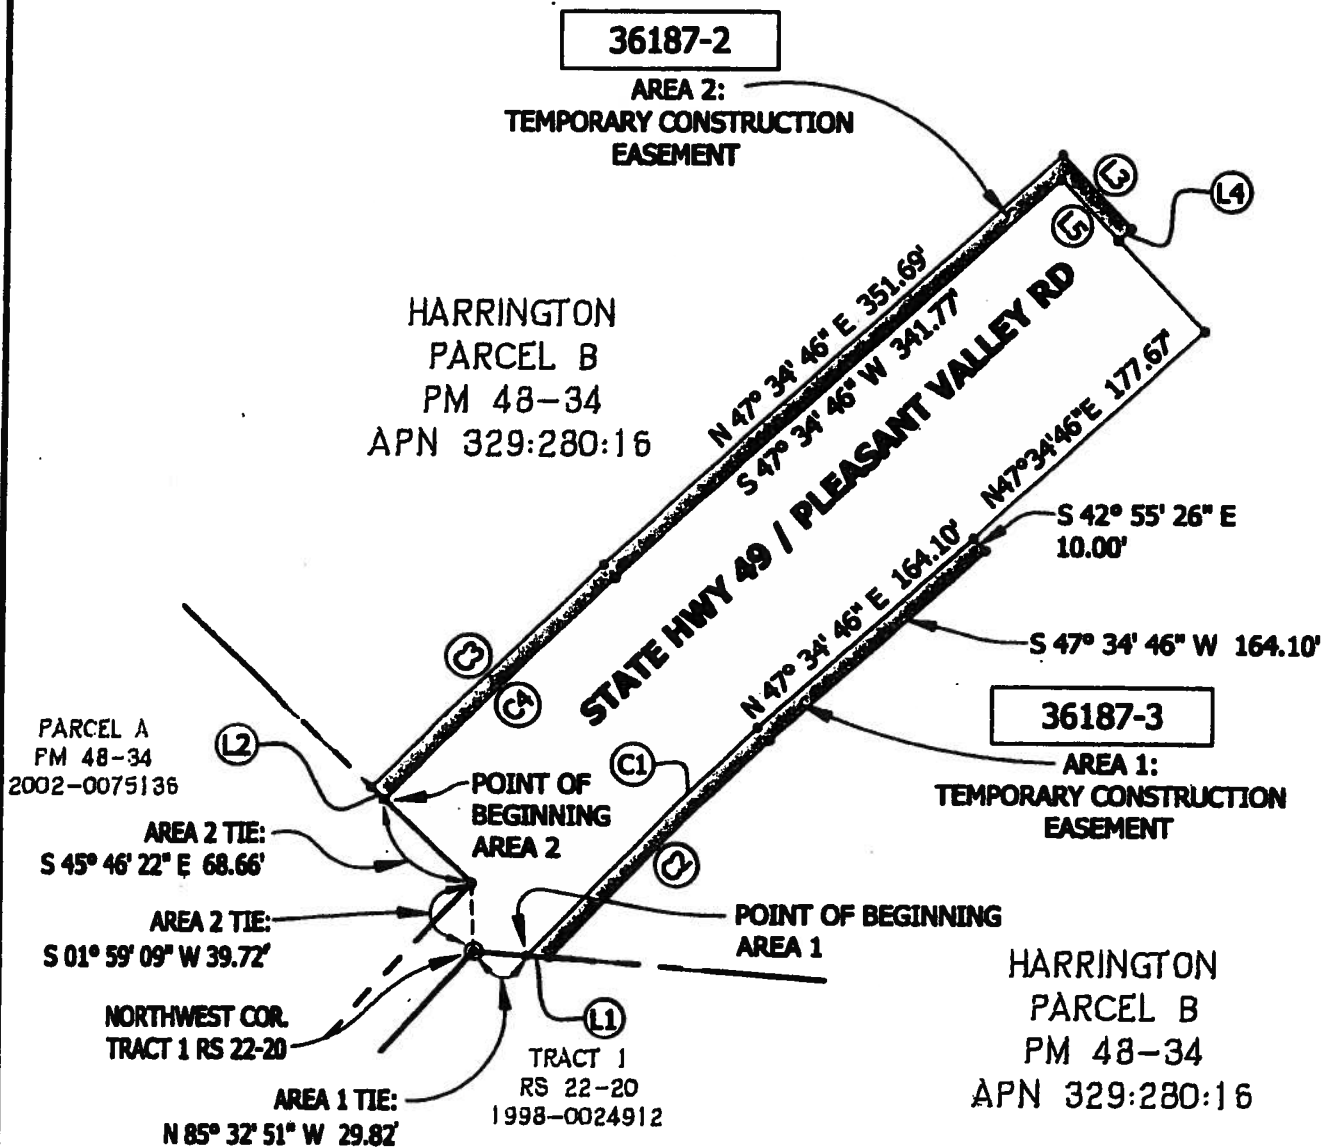 36187-2
AREA 2:
TEMPORARY CONSTRUCTION
EASEMENT
L3
L4
L5
HARRINGTON
PARCEL B
PM 48-34
APN 329:280:16
N 47° 34' 46" E 351.69'
S 47° 34' 46" W 341.77'
STATE HWY 49 / PLEASANT VALLEY RD
N47°34'46"E 177.67'
S 42° 55' 26" E
10.00'
N 47° 34' 46" E 164.10'
S 47° 34' 46" W 164.10'
C3
C4
36187-3
AREA 1:
TEMPORARY CONSTRUCTION
EASEMENT
PARCEL A
PM 48-34
2002-0075136
L2
C1
C2
POINT OF
BEGINNING
AREA 2
AREA 2 TIE:
S 45° 46' 22" E 68.66'
AREA 2 TIE:
S 01° 59' 09" W 39.72'
POINT OF BEGINNING
AREA 1
NORTHWEST COR.
TRACT 1 RS 22-20
L1
TRACT 1
RS 22-20
1998-0024912
AREA 1 TIE:
N 85° 32' 51" W 29.82'
HARRINGTON
PARCEL B
PM 48-34
APN 329:280:16